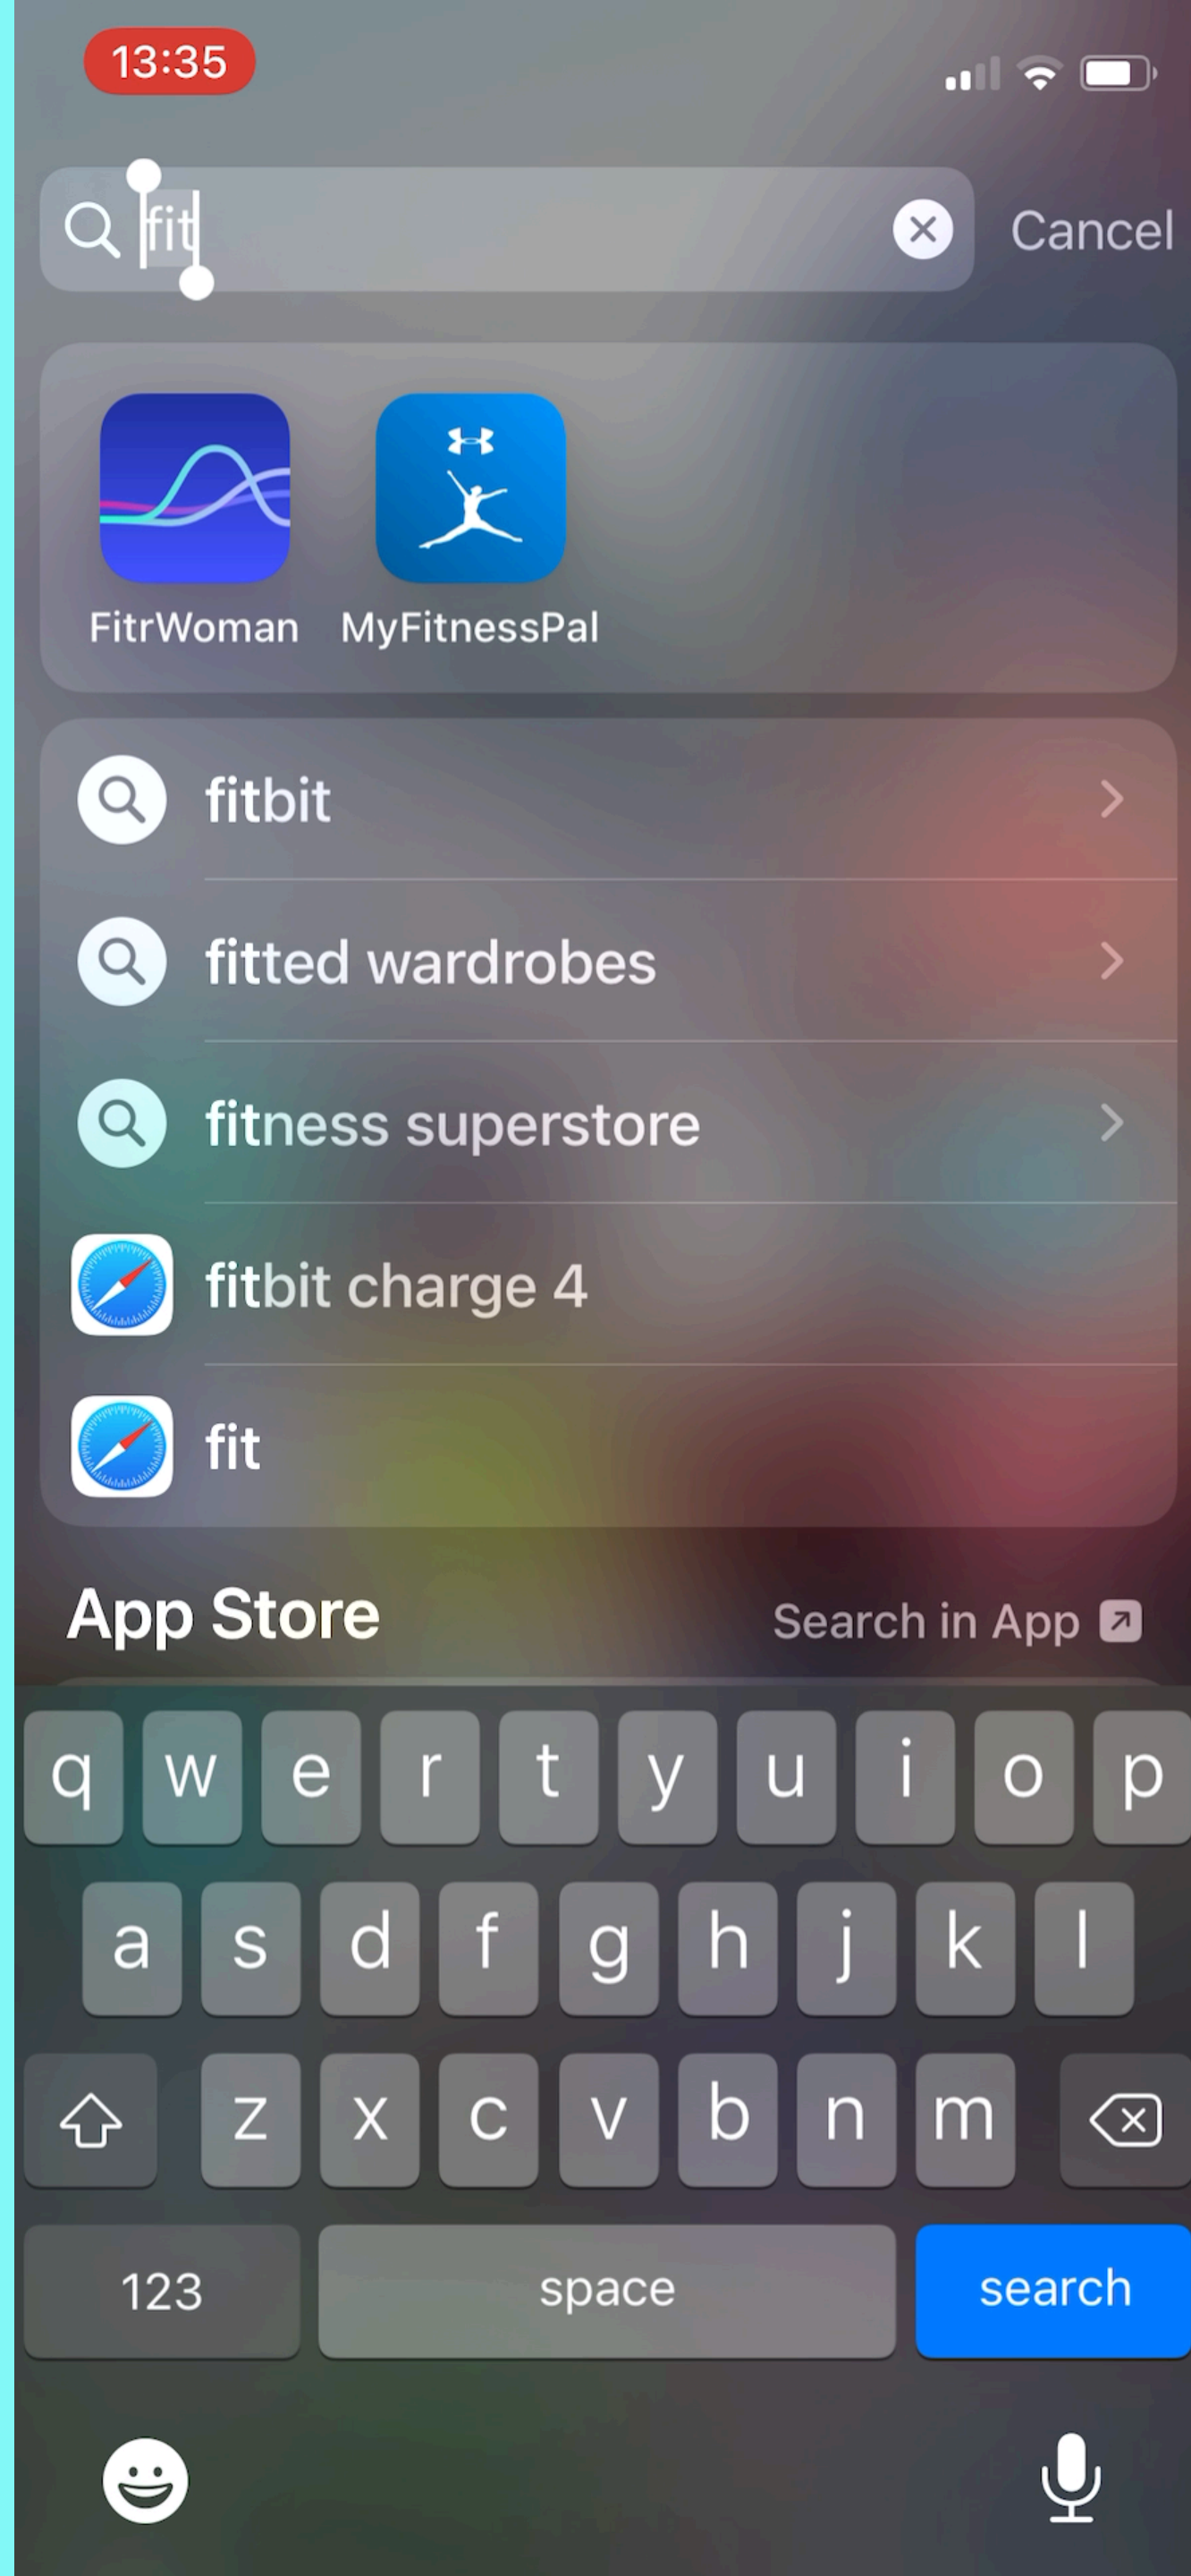 13:35
fit
Cancel
FitrWoman MyFitnessPal
fitbit
fitted wardrobes
fitness superstore
fitbit charge 4
fit
App Store Search in App
q w e r t y u i o p
a s d f g h j k l
z x c v b n m
123 space search